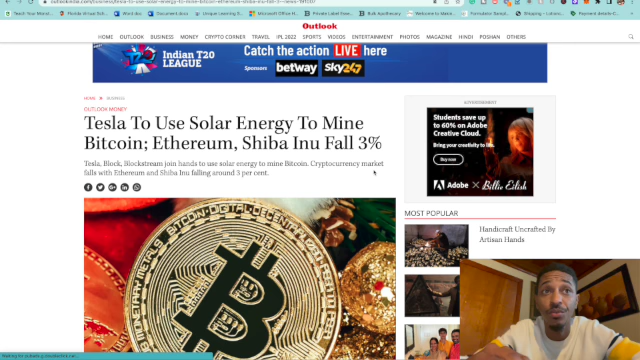 Outlook
HOME OUTLOOK BUSINESS MONEY CRYPTO CORNER TRAVEL IPL 2022 SPORTS VIDEOS ENTERTAINMENT PHOTOS MAGAZINE HINDI POSHAN OTHERS
Indian T20 LEAGUE
Catch the action LIVE here
Sponsors betway Sky247
HOME BUSINESS
ADVERTISEMENT
OUTLOOK MONEY
Tesla To Use Solar Energy To Mine
Bitcoin; Ethereum, Shiba Inu Fall 3%
Tesla, Block, Blockstream join hands to use solar energy to mine Bitcoin. Cryptocurrency market
falls with Ethereum and Shiba Inu falling around 3 per cent.
Students save up
to 60% on Adobe
Creative Cloud.
Bring your creativity to life.
Buy now
Adobe × Billie Eilish
MOST POPULAR
Handicraft Uncrafted By
Artisan Hands